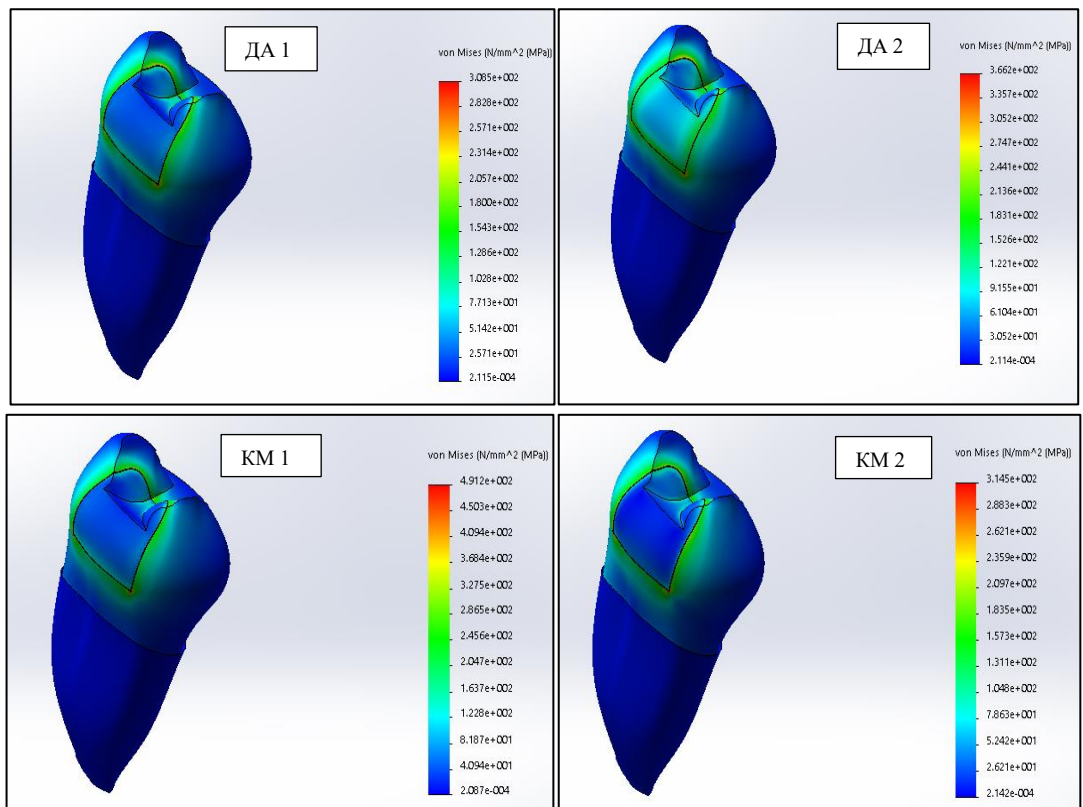 ДА 1
von Mises (N/mm^2 (MPa))
3.085e+002
2.828e+002
2.571e+002
2.314e+002
2.057e+002
1.800e+002
1.543e+002
1.286e+002
1.028e+002
7.713e+001
5.142e+001
2.571e+001
2.115e-004
ДА 2
von Mises (N/mm^2 (MPa))
3.662e+002
3.357e+002
3.052e+002
2.747e+002
2.441e+002
2.136e+002
1.831e+002
1.526e+002
1.221e+002
9.155e+001
6.104e+001
3.052e+001
2.114e-004
КМ 1
von Mises (N/mm^2 (MPa))
4.912e+002
4.503e+002
4.094e+002
3.684e+002
3.275e+002
2.865e+002
2.456e+002
2.047e+002
1.637e+002
1.228e+002
8.187e+001
4.094e+001
2.087e-004
КМ 2
von Mises (N/mm^2 (MPa))
3.145e+002
2.883e+002
2.621e+002
2.359e+002
2.097e+002
1.835e+002
1.573e+002
1.311e+002
1.048e+002
7.863e+001
5.242e+001
2.621e+001
2.142e-004